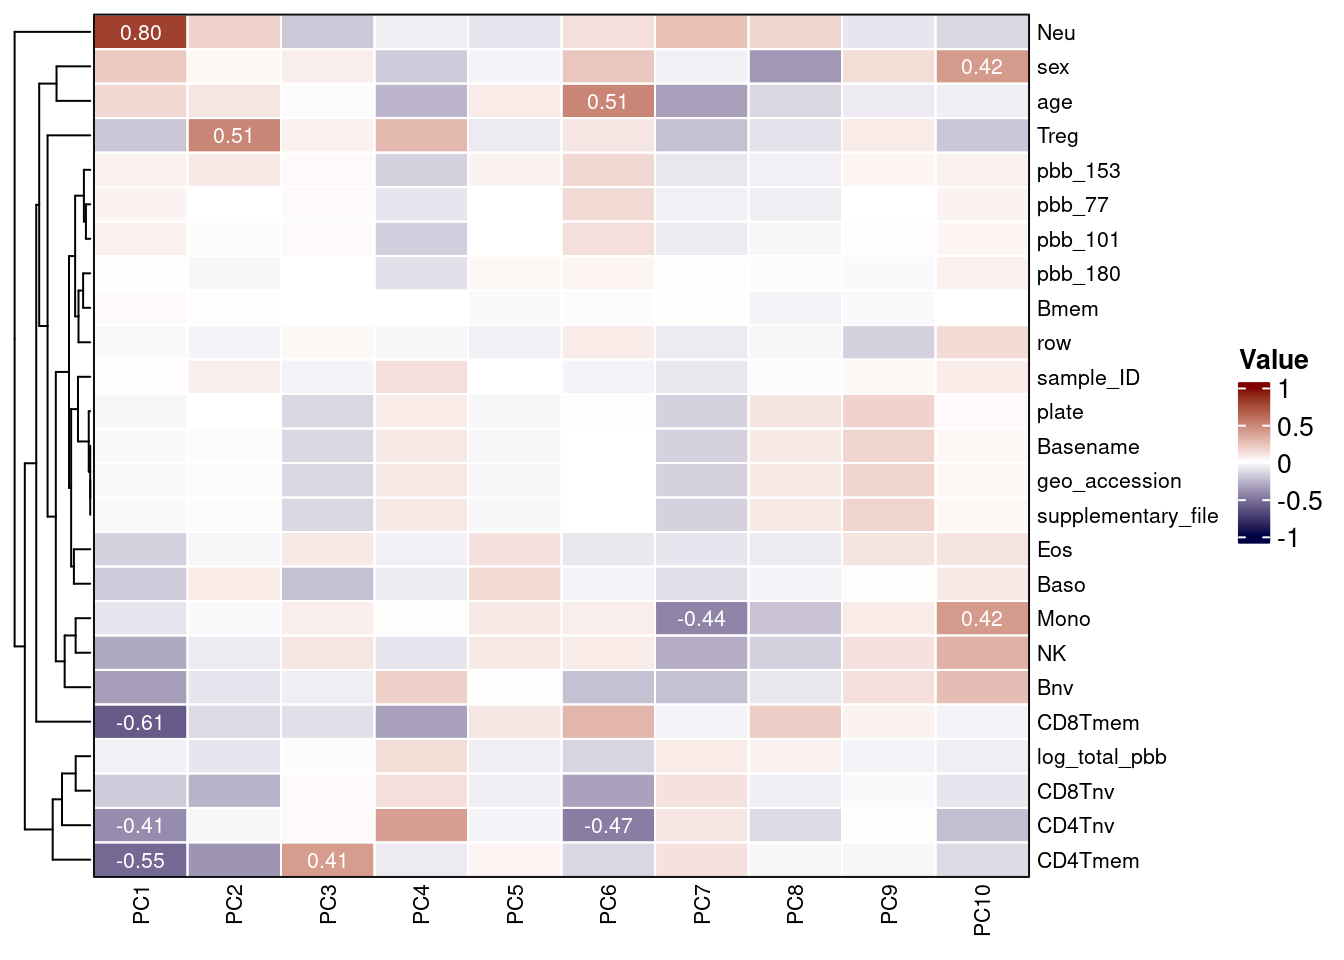 0.80 Neu
sex
0.42
age
0.51
Treg
0.51
pbb_153
pbb_77
pbb_101
pbb_180
Bmem
row
sample_ID
plate
Basename
geo_accession
supplementary_file
Eos
Baso
-0.44 0.42 Mono
NK
Bnv
-0.61 CD8Tmem
log_total_pbb
CD8Tnv
-0.41 -0.47 CD4Tnv
-0.55 0.41 CD4Tmem
PC1 PC2 PC3 PC4 PC5 PC6 PC7 PC8 PC9 PC10
Value
1
0.5
0
-0.5
-1